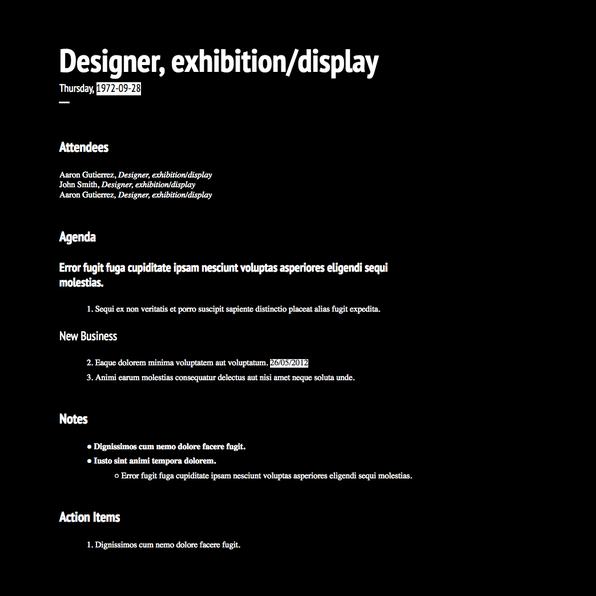 Designer, exhibition/display
Thursday, 1972-09-28
Attendees
Aaron Gutierrez, Designer, exhibition/display
John Smith, Designer, exhibition/display
Aaron Gutierrez, Designer, exhibition/display
Agenda
Error fugit fuga cupiditate ipsam nesciunt voluptas asperiores eligendi sequi
molestias.
1. Sequi ex non veritatis et porro suscipit sapiente distinctio placeat alias fugit expedita.
New Business
2. Eaque dolorem minima voluptatem aut voluptatum. 26/05/2012
3. Animi earum molestias consequatur delectus aut nisi amet neque soluta unde.
Notes
● Dignissimos cum nemo dolore facere fugit.
● Iusto sint animi tempora dolorem.
○ Error fugit fuga cupiditate ipsam nesciunt voluptas asperiores eligendi sequi molestias.
Action Items
1. Dignissimos cum nemo dolore facere fugit.